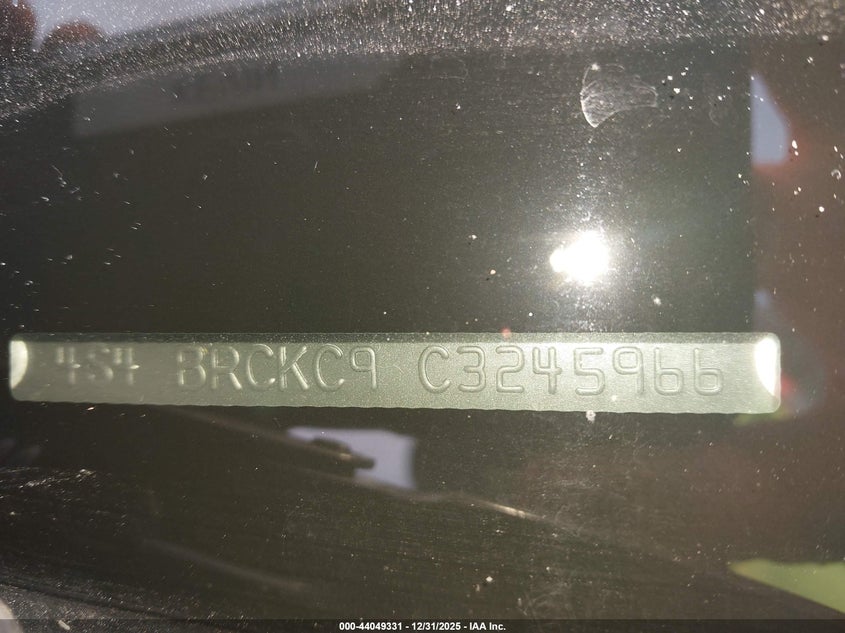 4S4 BRCKC9 C3245966
000-44049331 - 12/31/2025 - IAA Inc.